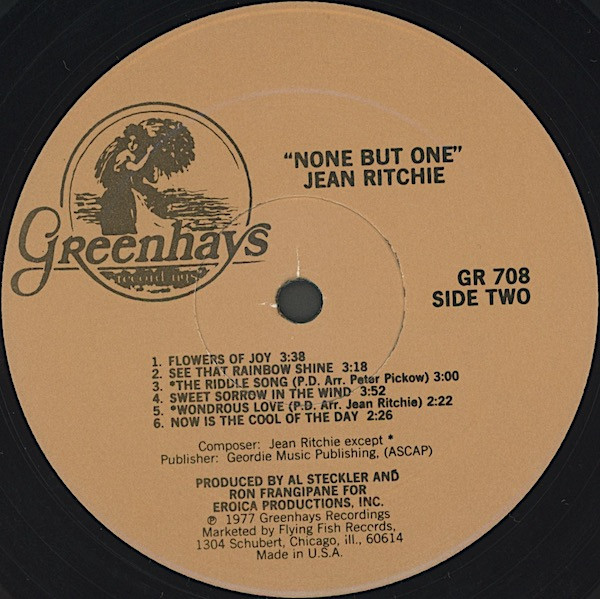 "NONE BUT ONE"
JEAN RITCHIE
Greenhays
recordings
GR 708
SIDE TWO
1. FLOWERS OF JOY 3:38
2. SEE THAT RAINBOW SHINE 3:18
3. *THE RIDDLE SONG (P.D. Arr. Peter Pickow) 3:00
4. SWEET SORROW IN THE WIND 3:52
5. *WONDROUS LOVE (P.D. Arr. Jean Ritchie) 2:22
6. NOW IS THE COOL OF THE DAY 2:26
Composer: Jean Ritchie except *
Publisher: Geordie Music Publishing, (ASCAP)
PRODUCED BY AL STECKLER AND
RON FRANGIPANE FOR
EROICA PRODUCTIONS, INC.
℗ 1977 Greenhays Recordings
Marketed by Flying Fish Records,
1304 Schubert, Chicago, ill., 60614
Made in U.S.A.